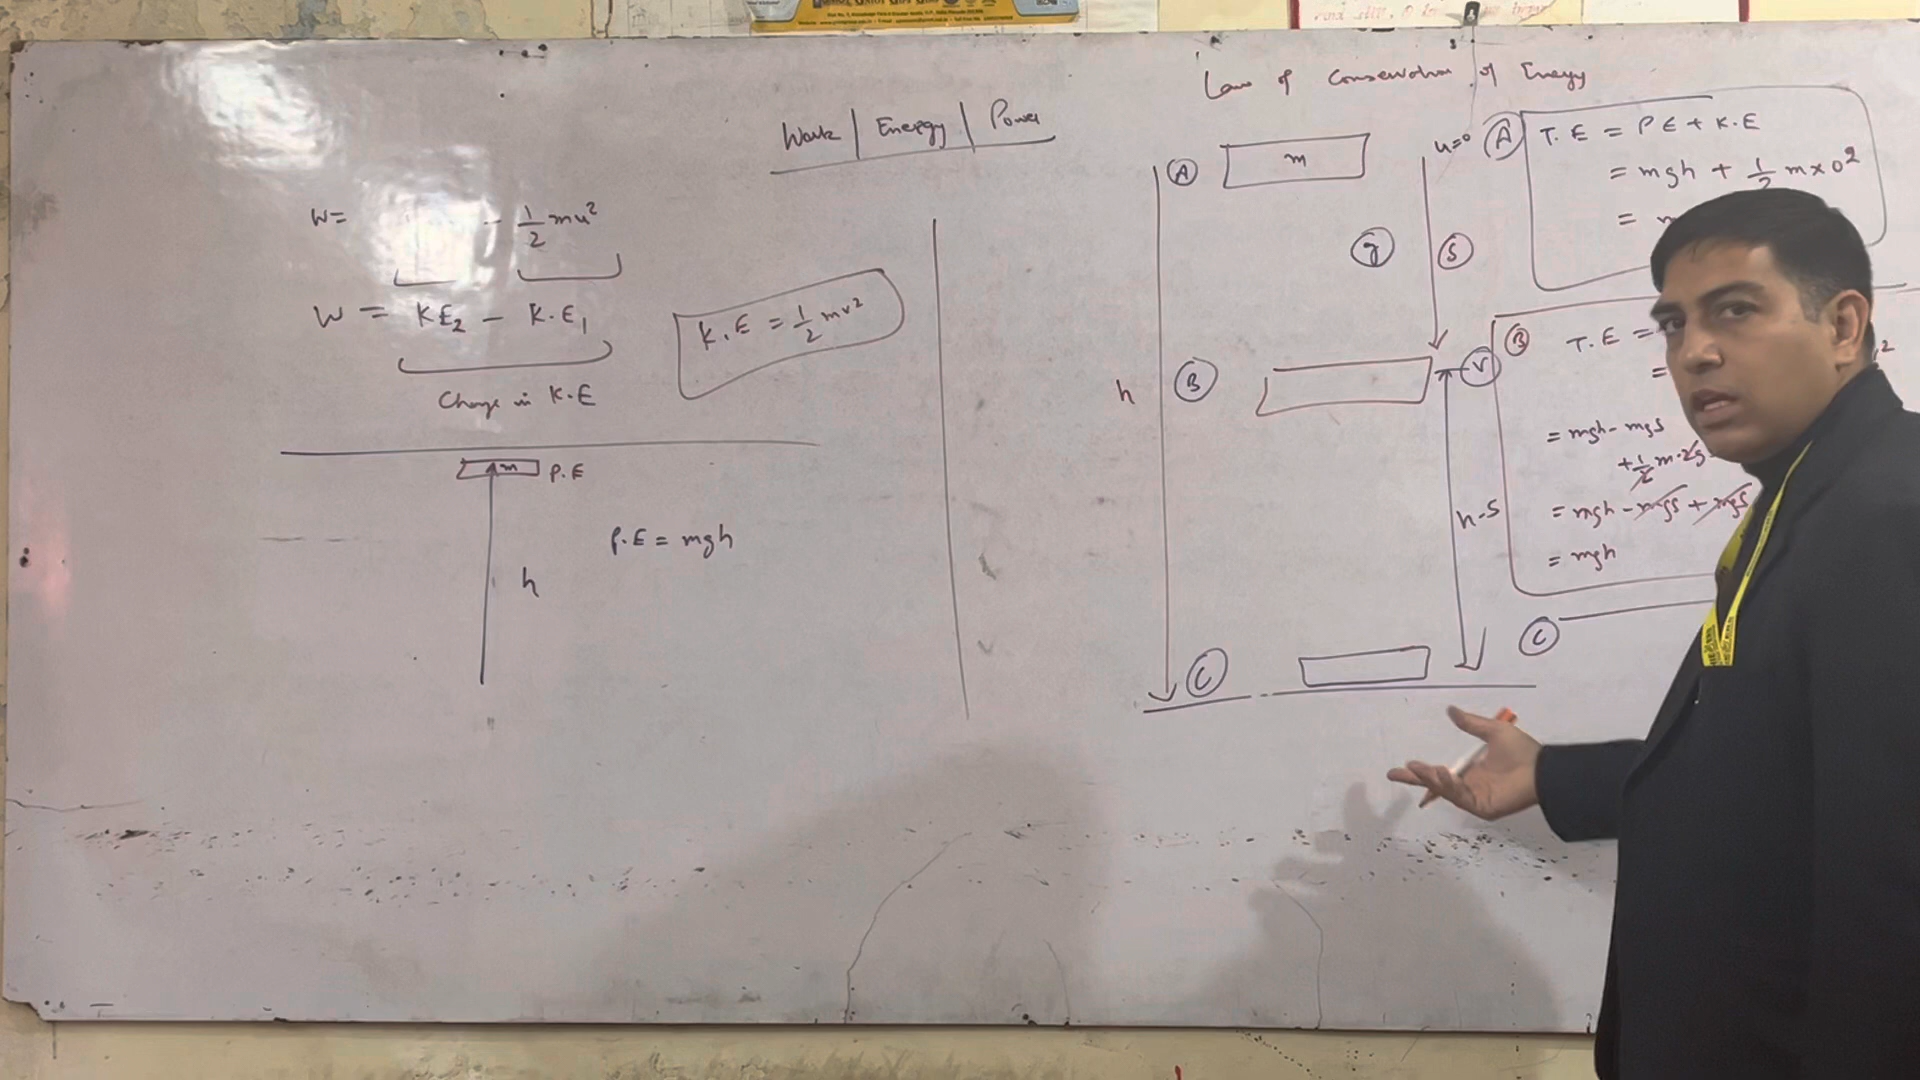 Work | Energy | Power
W= - 1/2 mu²
W = KE₂ - K.E₁
Change in K.E
K.E = 1/2 mv²
m P.E
P.E = mgh
h
Law of Conservation of Energy
A m
u=0
g S
h
B
V
h-S
C
A T.E = PE + K.E
= mgh + 1/2 m×0²
=
B T.E =
=
= mgh - mgs
+ 1/2 m·2g
= mgh - mgs + mgs
= mgh
C